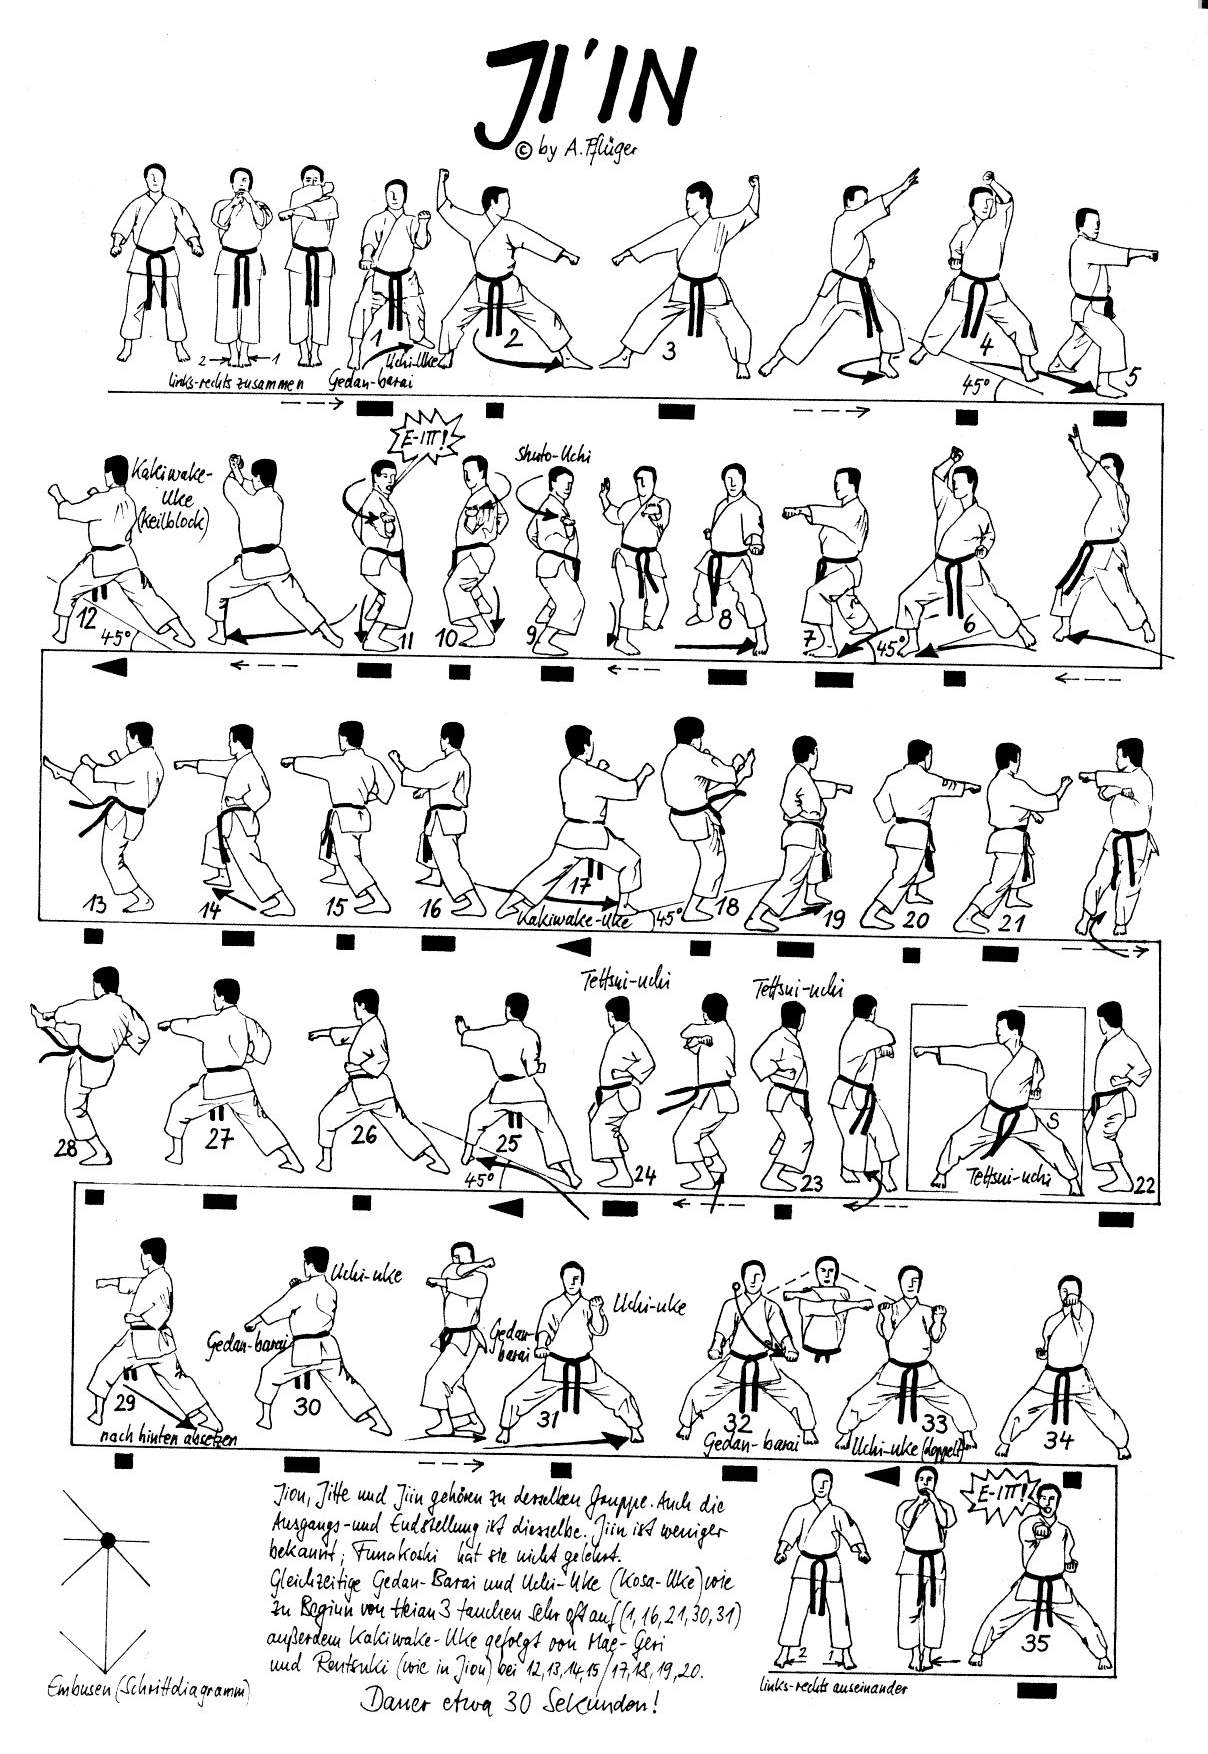 JI'IN
© by A. Pflüger
2 1
links-rechts zusammen
1
Gedan-barai
Uchi-Uke
2
3
4
45°
5
Kakiwake-
Uke
(Keilblock)
E-ITT!
Shuto-Uchi
12
45°
11
10
9
8
7
45°
6
13
14
15
16
17
Kakiwake-Uke
45°
18
19
20
21
Tettsui-uchi
Tettsui-uchi
28
27
26
25
45°
24
23
S
Tettsui-uchi
22
29
nach hinten absetzen
Uchi-uke
Gedan-barai
30
Gedan-
barai
Uchi-uke
31
32
Gedan-barai
33
Uchi-uke (doppelt)
34
Jion, Jitte und Jiin gehören zu derselben Gruppe. Auch die
Ausgangs- und Endstellung ist dieselbe. Jiin ist weniger
bekannt; Funakoshi hat sie nicht gelehrt.
Gleichzeitige Gedan-Barai und Uchi-Uke (Kosa-Uke) wie
zu Beginn von Heian 3 tauchen sehr oft auf (1, 16, 21, 30, 31)
außerdem Kakiwake-Uke gefolgt von Mae-Geri
und Rentsuki (wie in Jion) bei 12, 13, 14, 15 / 17, 18, 19, 20.
Dauer etwa 30 Sekunden!
Embusen (Schrittdiagramm)
E-ITT!
2 1
35
links-rechts auseinander